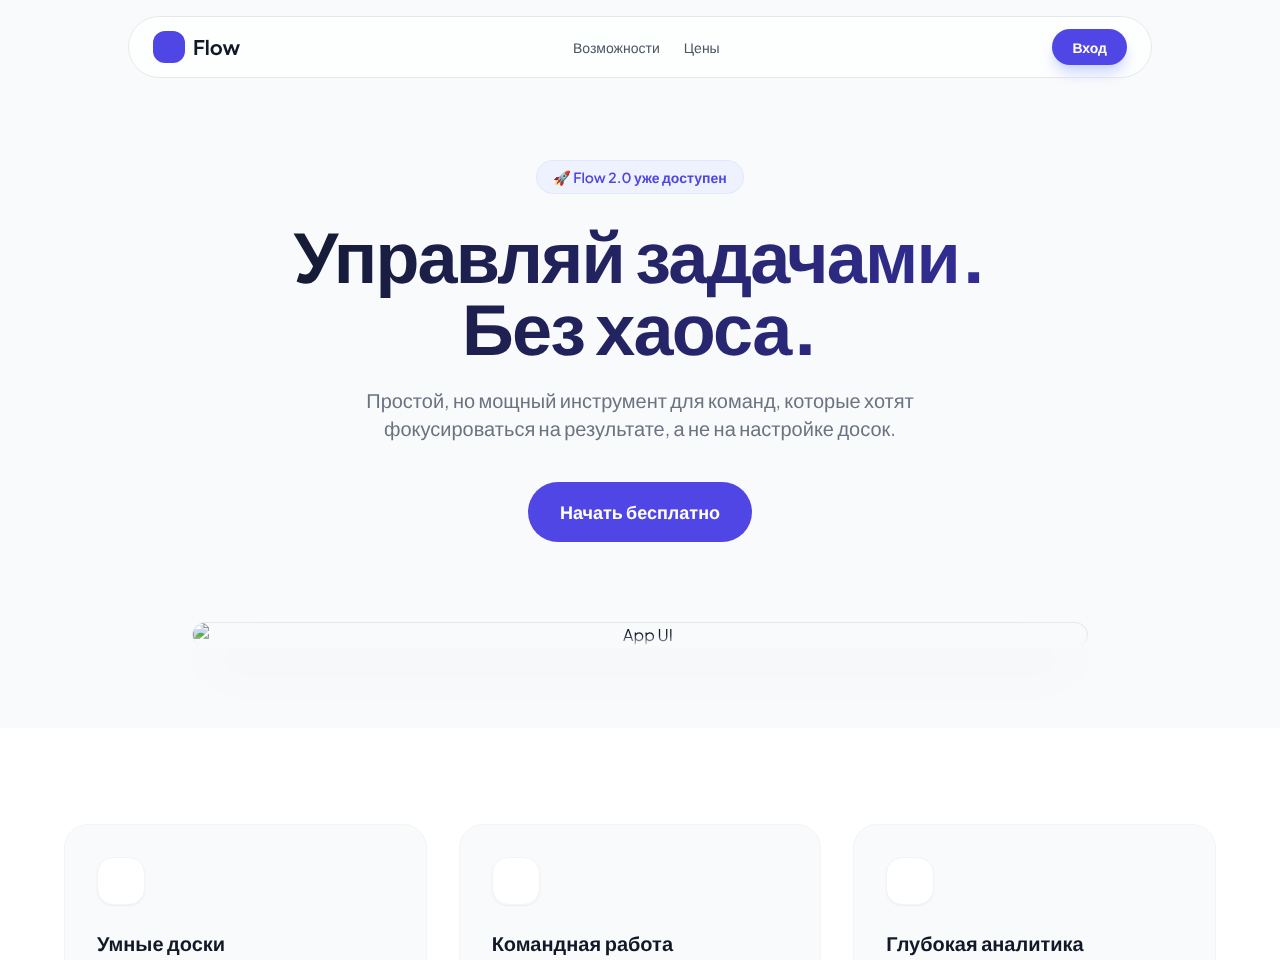 Flow
Возможности
Цены
Вход
🚀 Flow 2.0 уже доступен
Управляй задачами.
Без хаоса.
Простой, но мощный инструмент для команд, которые хотят
фокусироваться на результате, а не на настройке досок.
Начать бесплатно
App UI
Умные доски
Командная работа
Глубокая аналитика